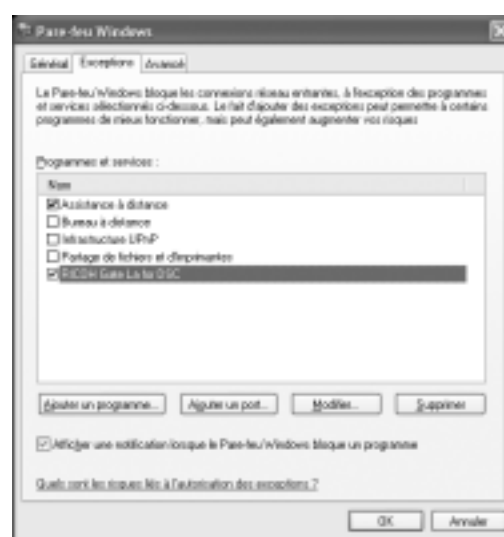 Pare-feu Windows
Général Exceptions Avancé
Le Pare-feu Windows bloque les connexions réseau entrantes, à l'exception des programmes
et services sélectionnés ci-dessous. Le fait d'ajouter des exceptions peut permettre à certains
programmes de mieux fonctionner, mais peut également augmenter vos risques
Programmes et services :
Nom
Assistance à distance
Bureau à distance
Infrastructure UPnP
Partage de fichiers et d'imprimantes
RICOH Gate La for DSC
Ajouter un programme... Ajouter un port... Modifier... Supprimer
Afficher une notification lorsque le Pare-feu Windows bloque un programme
Quels sont les risques liés à l'autorisation des exceptions ?
OK Annuler